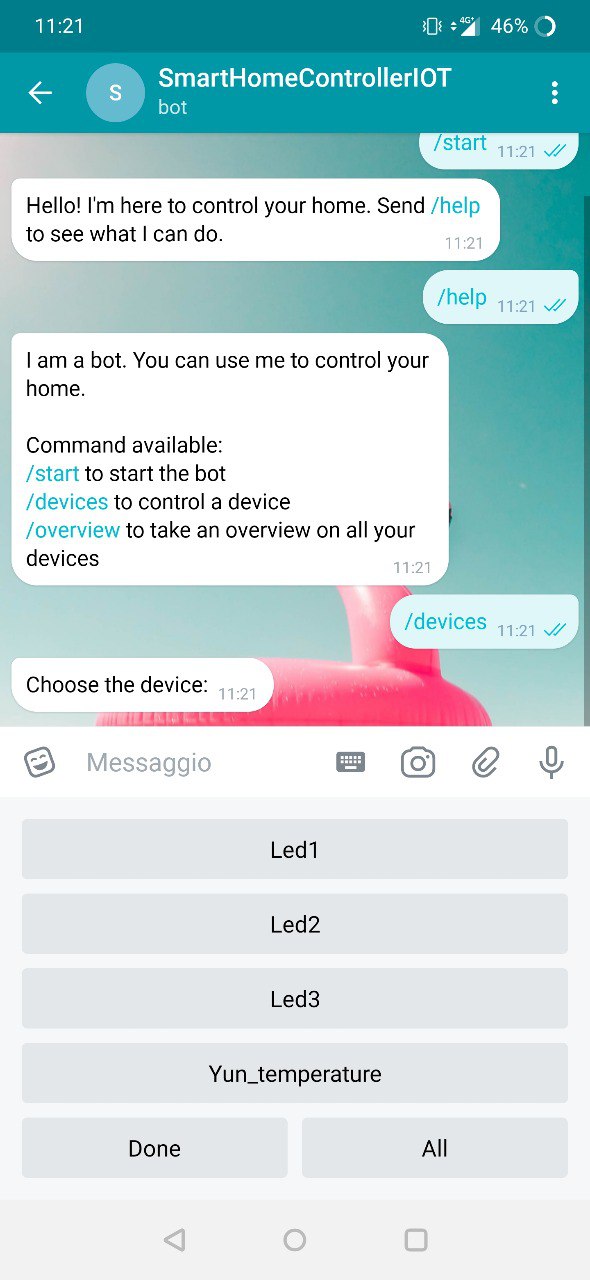 11:21
4G+ 46%
SmartHomeControllerIOT
S
bot
/start 11:21
Hello! I'm here to control your home. Send /help
to see what I can do.
11:21
/help 11:21
I am a bot. You can use me to control your
home.
Command available:
/start to start the bot
/devices to control a device
/overview to take an overview on all your
devices
11:21
/devices 11:21
Choose the device: 11:21
Messaggio
Led1
Led2
Led3
Yun_temperature
Done All